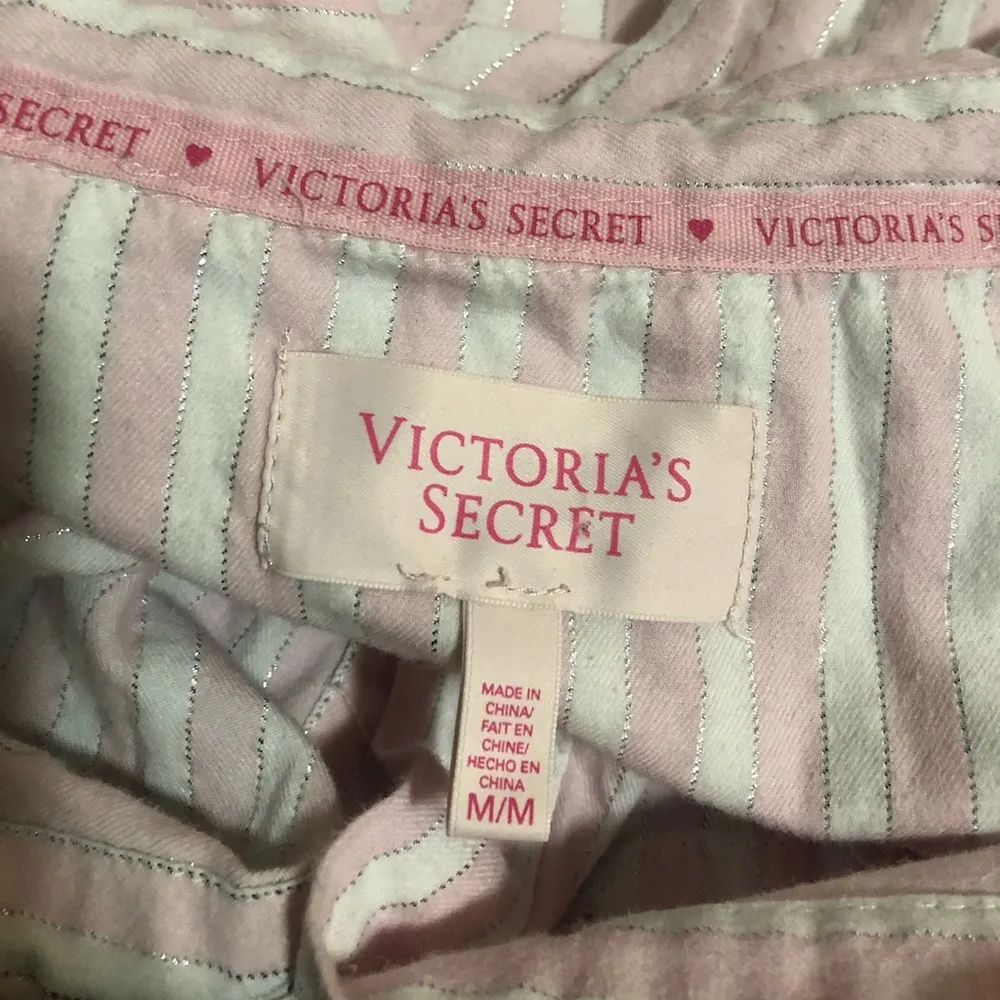 SECRET ♥ VICTORIA'S SECRET ♥ VICTORIA'S S
VICTORIA'S
SECRET
MADE IN
CHINA/
FAIT EN
CHINE/
HECHO EN
CHINA
M/M